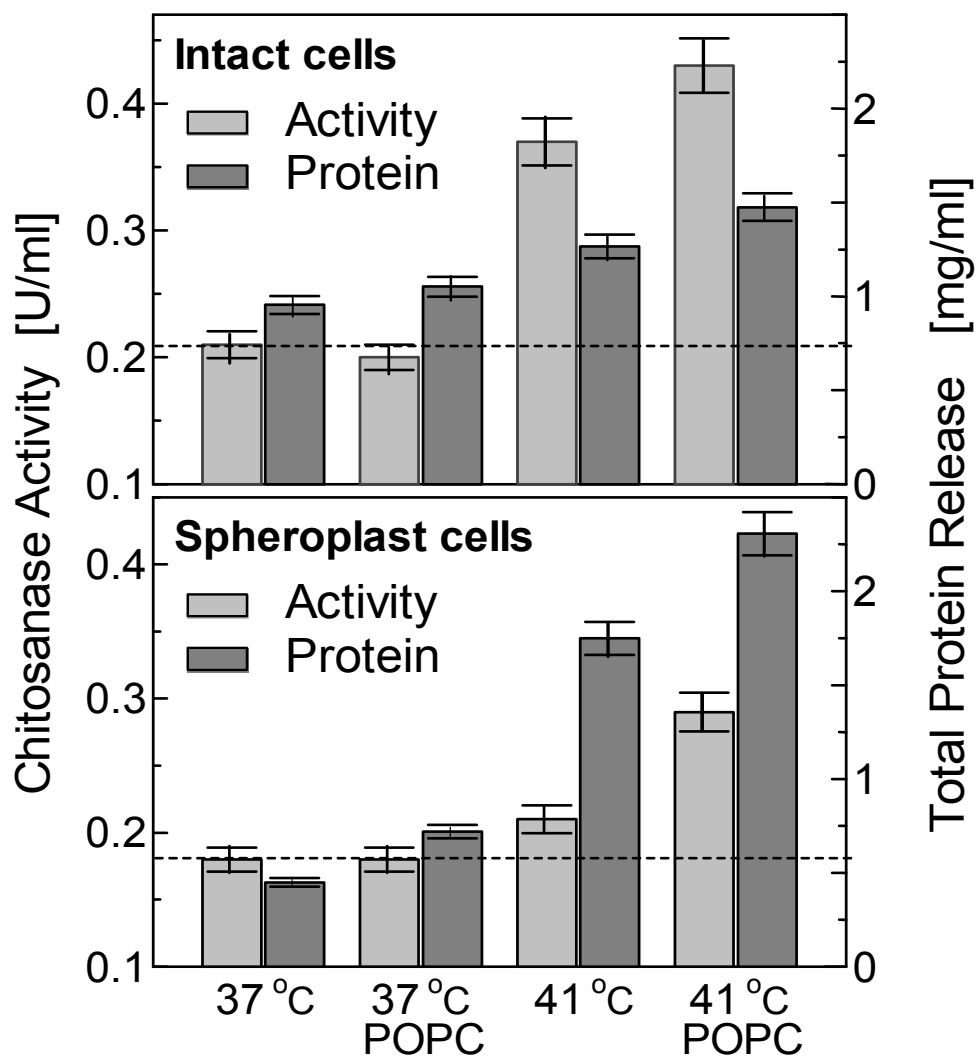 Chitosanase Activity [U/ml]
Total Protein Release [mg/ml]
Intact cells
Activity
Protein
0.4
0.3
0.2
0.1
2
1
0
Spheroplast cells
Activity
Protein
0.4
0.3
0.2
0.1
2
1
0
37 °C
37 °C
POPC
41 °C
41 °C
POPC